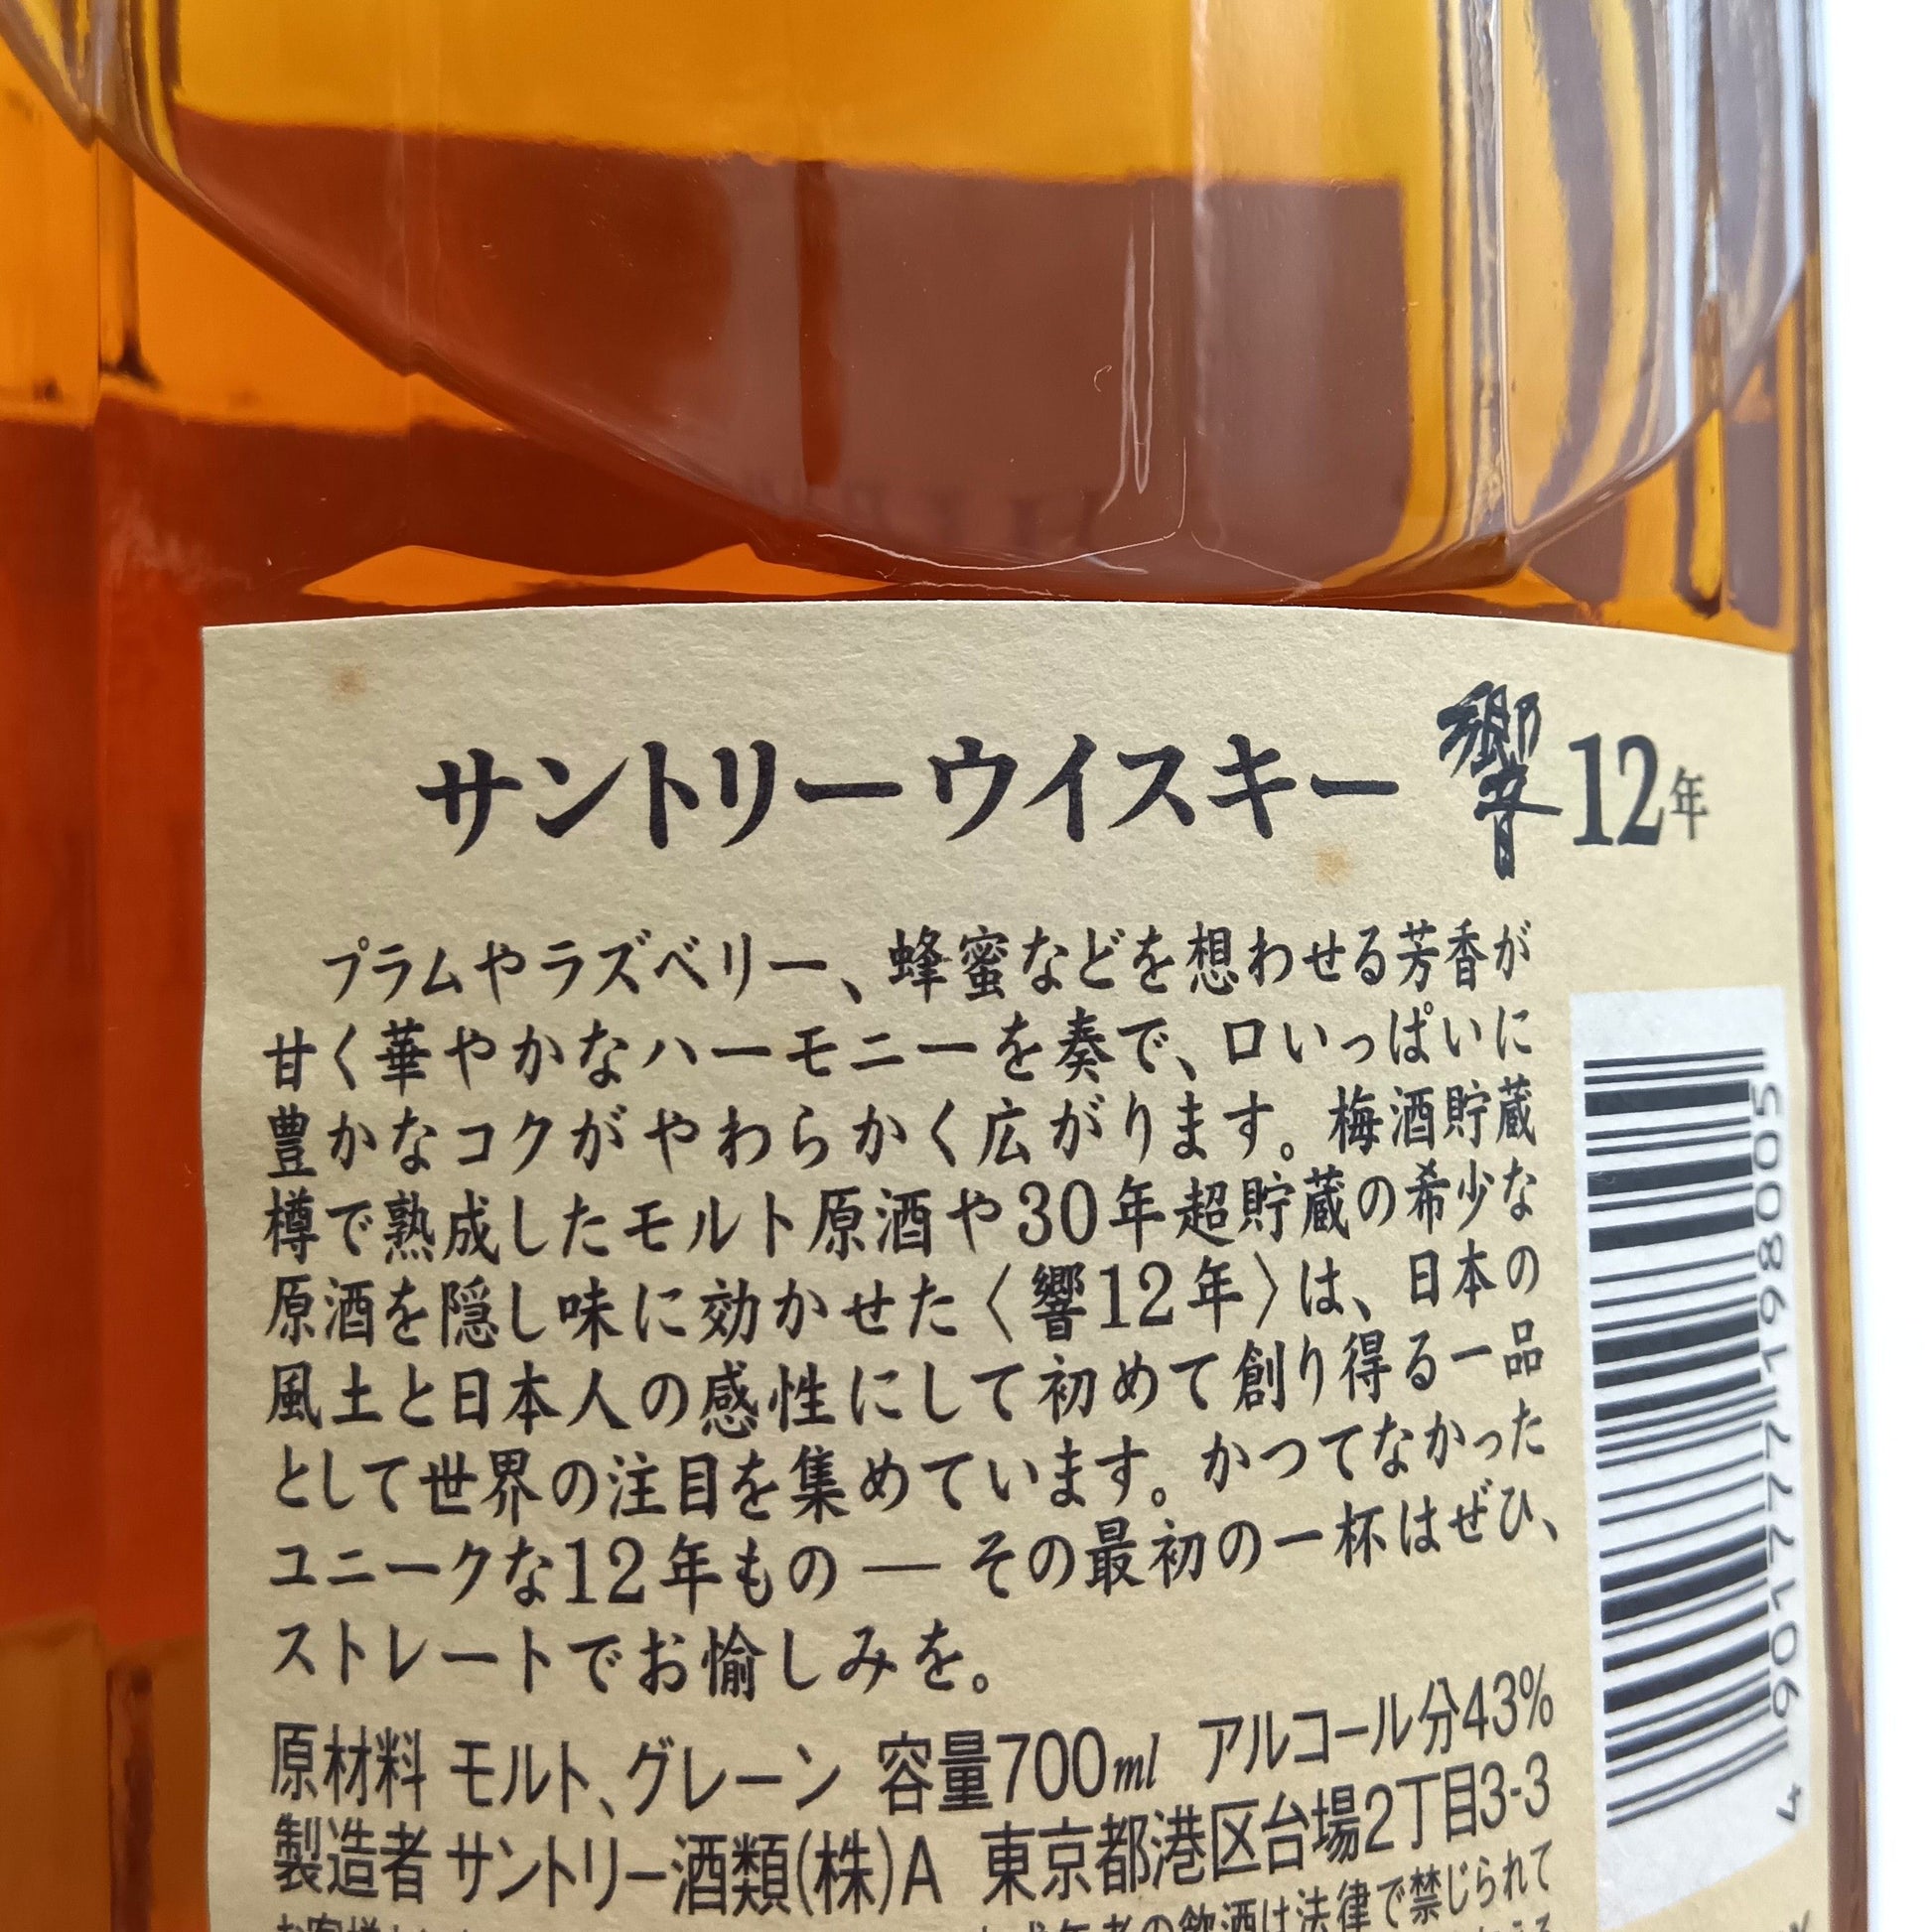 サントリーウイスキー 響 12年
プラムやラズベリー、蜂蜜などを想わせる芳香が
甘く華やかなハーモニーを奏で、口いっぱいに
豊かなコクがやわらかく広がります。梅酒貯蔵
樽で熟成したモルト原酒や30年超貯蔵の希少な
原酒を隠し味に効かせた〈響12年〉は、日本の
風土と日本人の感性にして初めて創り得る一品
として世界の注目を集めています。かつてなかった
ユニークな12年もの ― その最初の一杯はぜひ、
ストレートでお愉しみを。
原材料 モルト、グレーン 容量700ml アルコール分43%
製造者 サントリー酒類(株)A 東京都港区台場2丁目3-3
の飲酒は法律で禁じられて